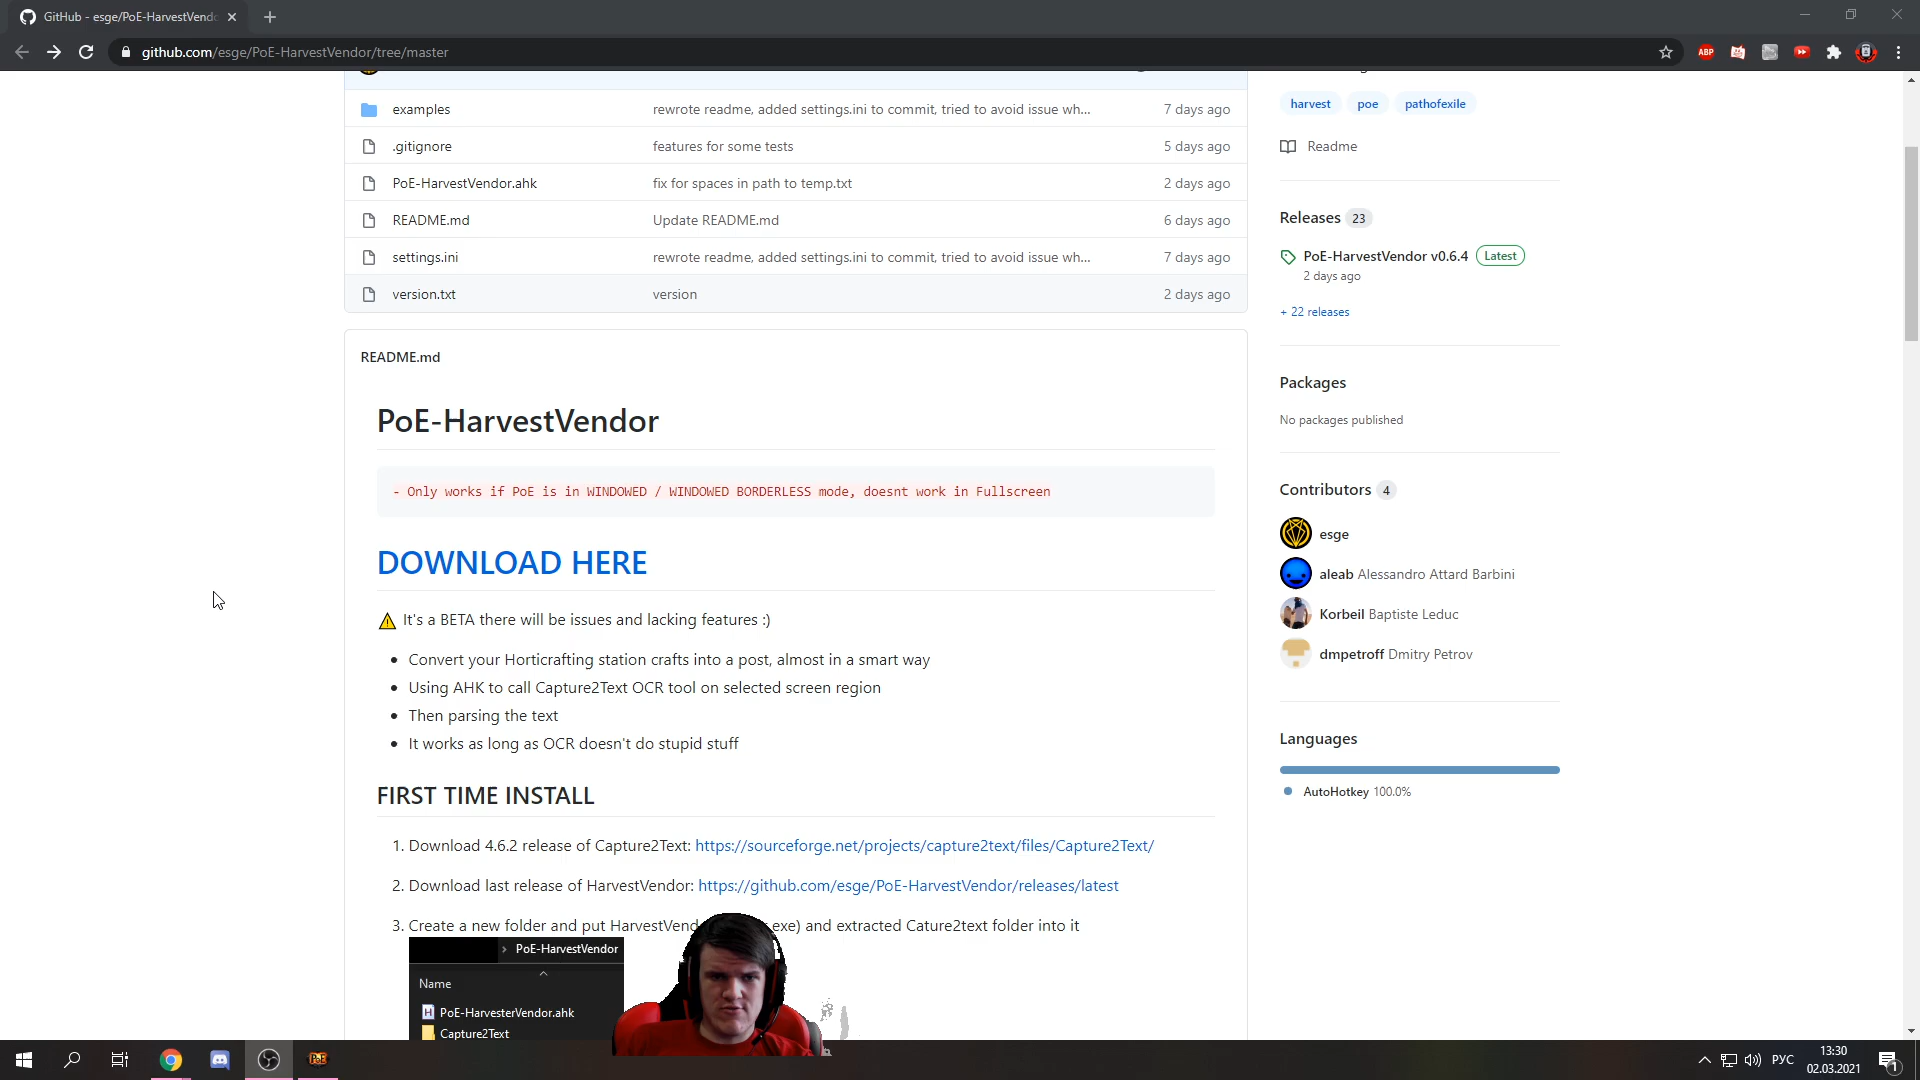 GitHub - esge/PoE-HarvestVendo
github.com/esge/PoE-HarvestVendor/tree/master
ABP
examples rewrote readme, added settings.ini to commit, tried to avoid issue wh... 7 days ago
.gitignore features for some tests 5 days ago
PoE-HarvestVendor.ahk fix for spaces in path to temp.txt 2 days ago
README.md Update README.md 6 days ago
settings.ini rewrote readme, added settings.ini to commit, tried to avoid issue wh... 7 days ago
version.txt version 2 days ago
README.md
PoE-HarvestVendor
- Only works if PoE is in WINDOWED / WINDOWED BORDERLESS mode, doesnt work in Fullscreen
DOWNLOAD HERE
It's a BETA there will be issues and lacking features :)
Convert your Horticrafting station crafts into a post, almost in a smart way
Using AHK to call Capture2Text OCR tool on selected screen region
Then parsing the text
It works as long as OCR doesn't do stupid stuff
FIRST TIME INSTALL
1. Download 4.6.2 release of Capture2Text: https://sourceforge.net/projects/capture2text/files/Capture2Text/
2. Download last release of HarvestVendor: https://github.com/esge/PoE-HarvestVendor/releases/latest
3. Create a new folder and put HarvestVend exe) and extracted Cature2text folder into it
PoE-HarvestVendor
Name
PoE-HarvesterVendor.ahk
Capture2Text
harvest poe pathofexile
Readme
Releases 23
PoE-HarvestVendor v0.6.4 Latest
2 days ago
+ 22 releases
Packages
No packages published
Contributors 4
esge
aleab Alessandro Attard Barbini
Korbeil Baptiste Leduc
dmpetroff Dmitry Petrov
Languages
AutoHotkey 100.0%
PoE
РУС
13:30
02.03.2021
1